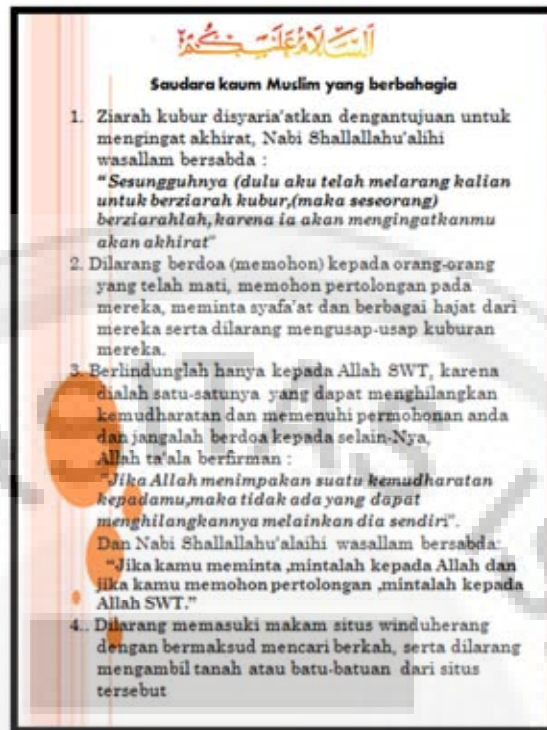 السلام عليكم
Saudara kaum Muslim yang berbahagia
1. Ziarah kubur disyaria'atkan dengantujuan untuk
mengingat akhirat, Nabi Shallallahu'alihi
wasallam bersabda :
"Sesungguhnya (dulu aku telah melarang kalian
untuk berziarah kubur,(maka seseorang)
berziarahlah, karena ia akan mengingatkanmu
akan akhirat"
2. Dilarang berdoa (memohon) kepada orang-orang
yang telah mati, memohon pertolongan pada
mereka, meminta syafa'at dan berbagai hajat dari
mereka serta dilarang mengusap-usap kuburan
mereka.
3. Berlindunglah hanya kepada Allah SWT, karena
dialah satu-satunya yang dapat menghilangkan
kemudharatan dan memenuhi permohonan anda
dan jangalah berdoa kepada selain-Nya,
Allah ta'ala berfirman :
"Jika Allah menimpakan suatu kemudharatan
kepadamu,maka tidak ada yang dapat
menghilangkannya melainkan dia sendiri".
Dan Nabi Shallallahu'alaihi wasallam bersabda:
"Jika kamu meminta ,mintalah kepada Allah dan
jika kamu memohon pertolongan ,mintalah kepada
Allah SWT."
4.. Dilarang memasuki makam situs winduherang
dengan bermaksud mencari berkah, serta dilarang
mengambil tanah atau batu-batuan dari situs
tersebut